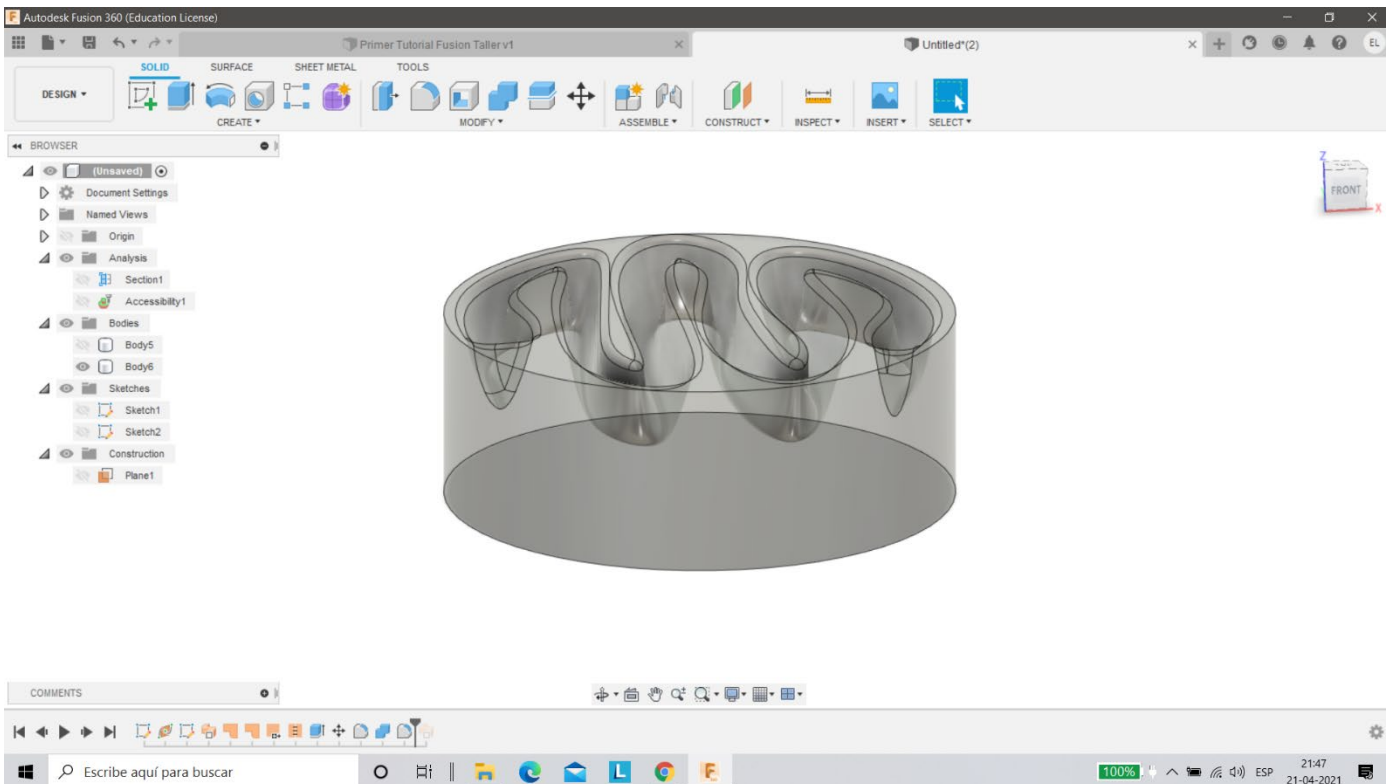 Autodesk Fusion 360 (Education License)
Primer Tutorial Fusion Taller v1
Untitled*(2)
EL
SOLID SURFACE SHEET METAL TOOLS
DESIGN
CREATE MODIFY ASSEMBLE CONSTRUCT INSPECT INSERT SELECT
BROWSER
(Unsaved)
Document Settings
Named Views
Origin
Analysis
Section1
Accessibility1
Bodies
Body5
Body6
Sketches
Sketch1
Sketch2
Construction
Plane1
Z
FRONT
X
COMMENTS
Escribe aquí para buscar
L
F
100%
ESP
21:47
21-04-2021